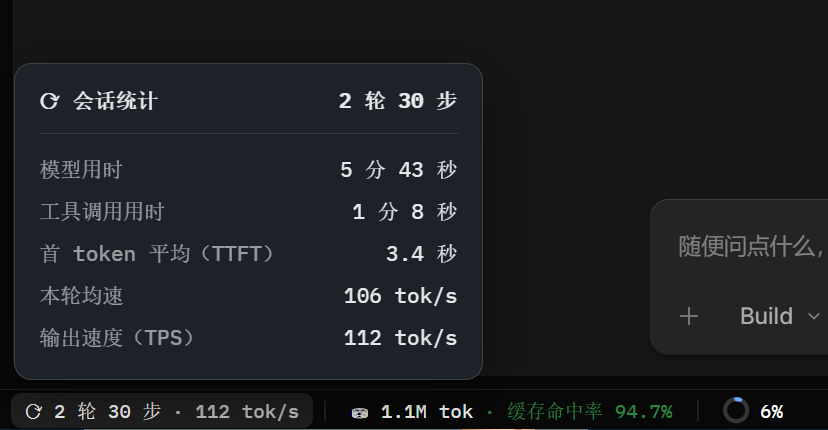 会话统计 2 轮 30 步
模型用时 5 分 43 秒
工具调用用时 1 分 8 秒
首 token 平均（TTFT） 3.4 秒
本轮均速 106 tok/s
输出速度（TPS） 112 tok/s
随便问点什么，
Build
2 轮 30 步 · 112 tok/s 1.1M tok · 缓存命中率 94.7% 6%